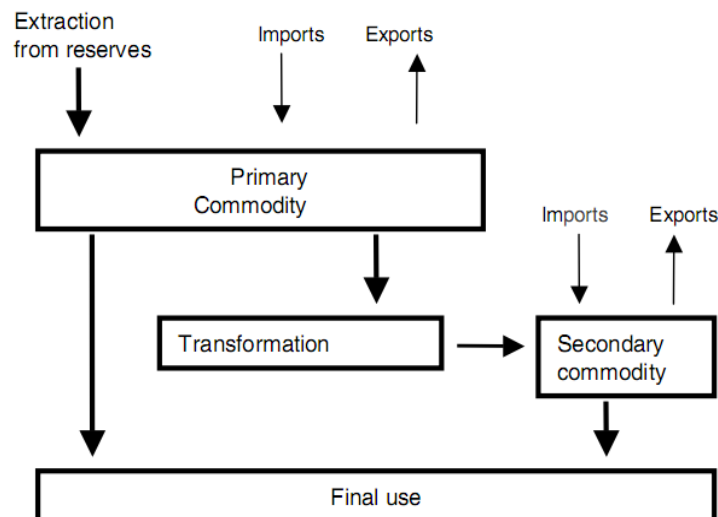 Extraction
from reserves
Imports
Exports
Primary
Commodity
Imports
Exports
Transformation
Secondary
commodity
Final use